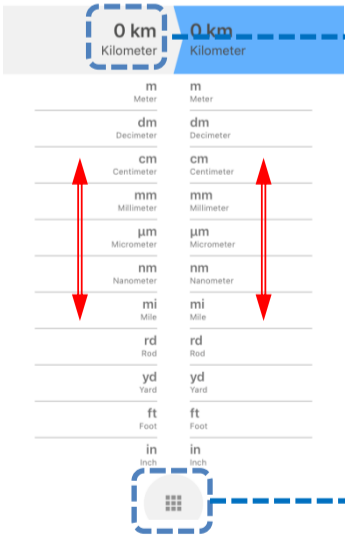 0 km 0 km
Kilometer Kilometer
m m
Meter Meter
dm dm
Decimeter Decimeter
cm cm
Centimeter Centimeter
mm mm
Millimeter Millimeter
μm μm
Micrometer Micrometer
nm nm
Nanometer Nanometer
mi mi
Mile Mile
rd rd
Rod Rod
yd yd
Yard Yard
ft ft
Foot Foot
in in
Inch Inch